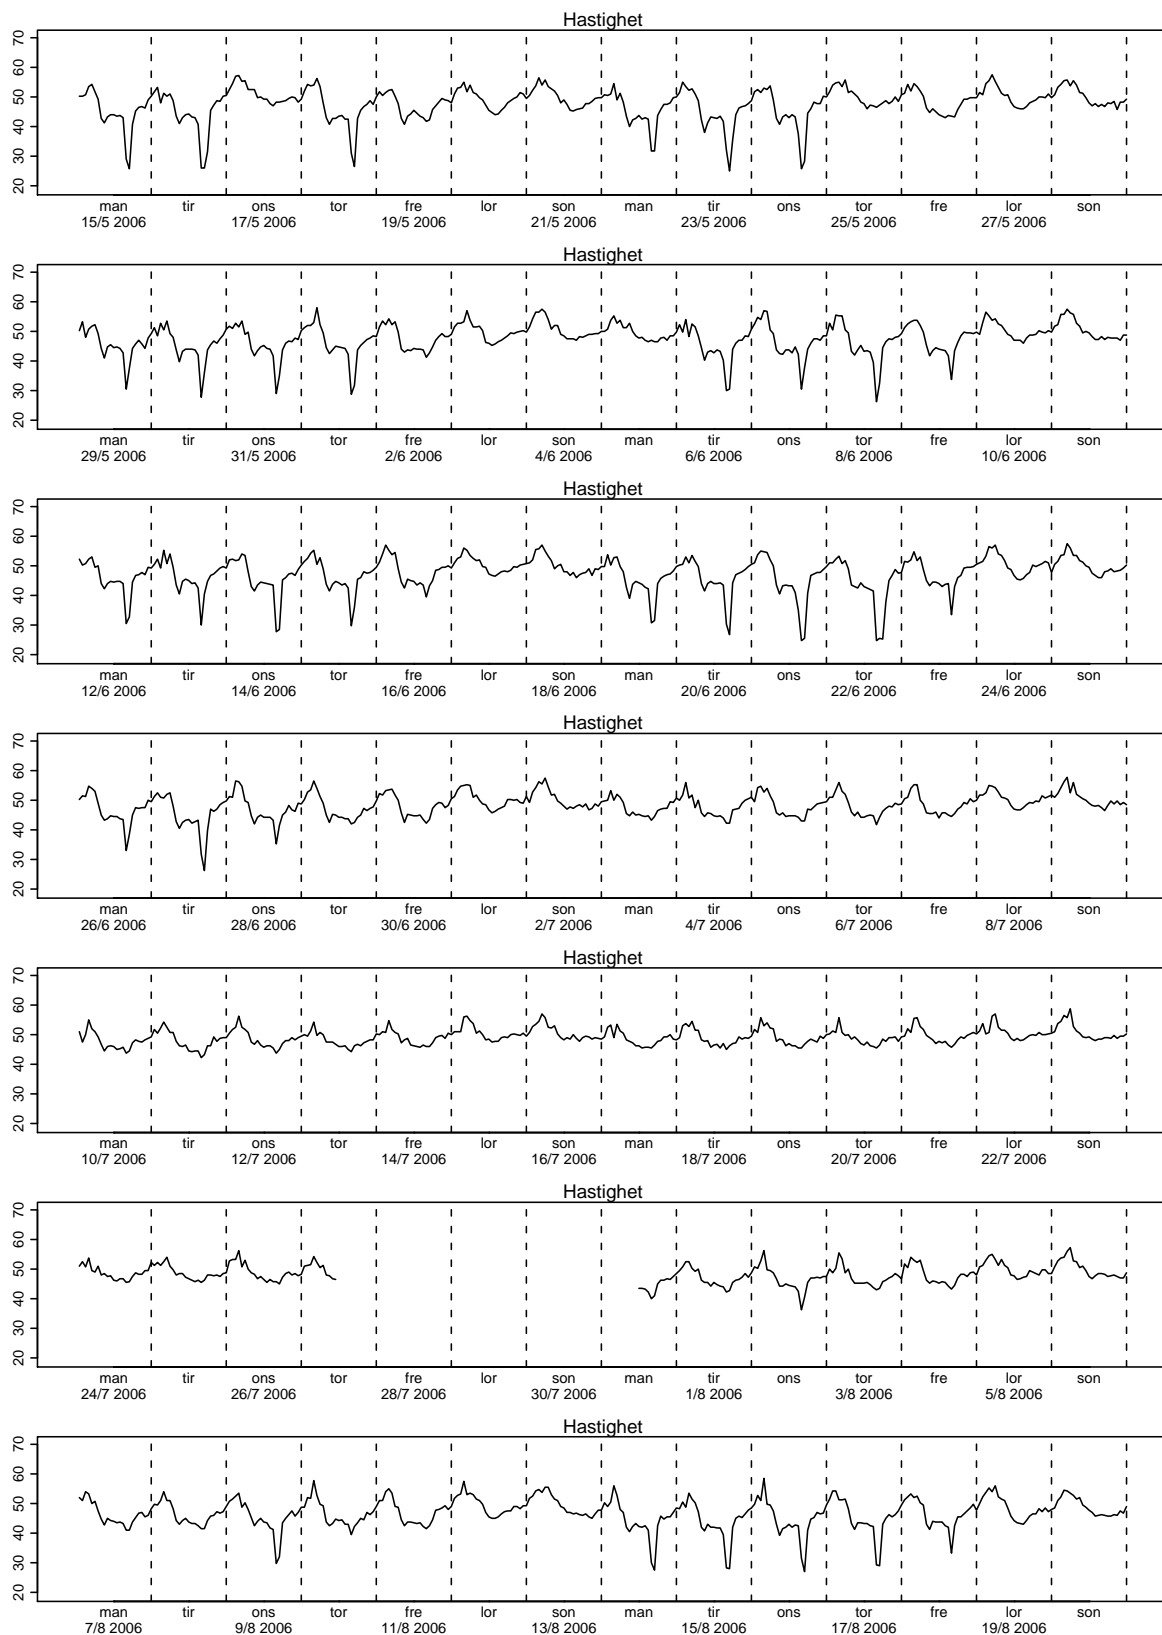 Hastighet
70
60
50
40
30
20
man tir ons tor fre lor son man tir ons tor fre lor son
15/5 2006 17/5 2006 19/5 2006 21/5 2006 23/5 2006 25/5 2006 27/5 2006
Hastighet
70
60
50
40
30
20
man tir ons tor fre lor son man tir ons tor fre lor son
29/5 2006 31/5 2006 2/6 2006 4/6 2006 6/6 2006 8/6 2006 10/6 2006
Hastighet
70
60
50
40
30
20
man tir ons tor fre lor son man tir ons tor fre lor son
12/6 2006 14/6 2006 16/6 2006 18/6 2006 20/6 2006 22/6 2006 24/6 2006
Hastighet
70
60
50
40
30
20
man tir ons tor fre lor son man tir ons tor fre lor son
26/6 2006 28/6 2006 30/6 2006 2/7 2006 4/7 2006 6/7 2006 8/7 2006
Hastighet
70
60
50
40
30
20
man tir ons tor fre lor son man tir ons tor fre lor son
10/7 2006 12/7 2006 14/7 2006 16/7 2006 18/7 2006 20/7 2006 22/7 2006
Hastighet
70
60
50
40
30
20
man tir ons tor fre lor son man tir ons tor fre lor son
24/7 2006 26/7 2006 28/7 2006 30/7 2006 1/8 2006 3/8 2006 5/8 2006
Hastighet
70
60
50
40
30
20
man tir ons tor fre lor son man tir ons tor fre lor son
7/8 2006 9/8 2006 11/8 2006 13/8 2006 15/8 2006 17/8 2006 19/8 2006